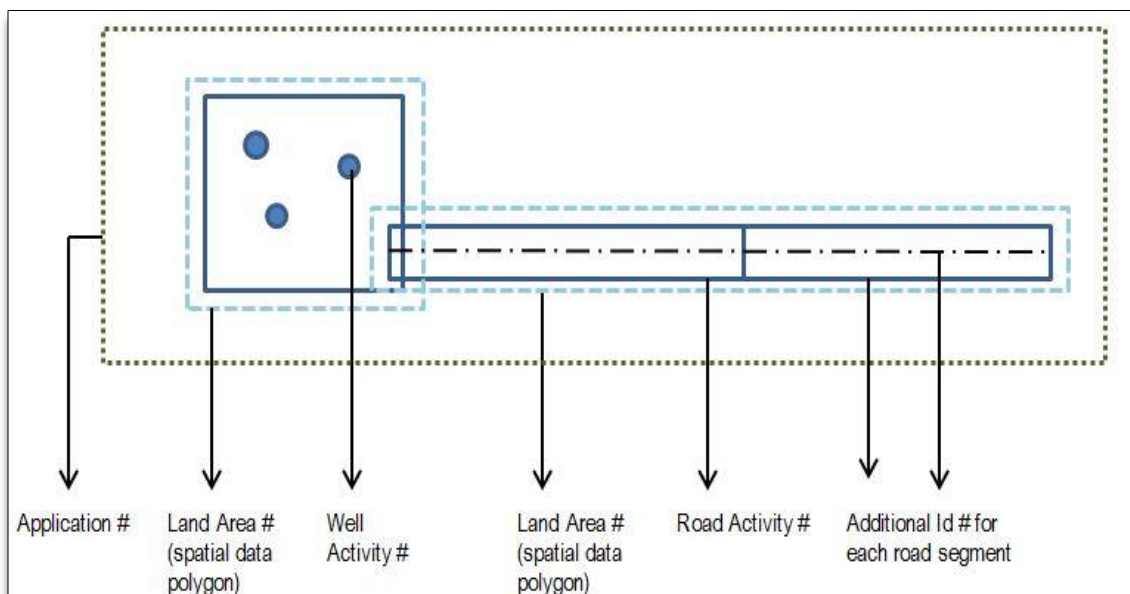 Application #
Land Area #
(spatial data
polygon)
Well
Activity #
Land Area #
(spatial data
polygon)
Road Activity #
Additional Id # for
each road segment